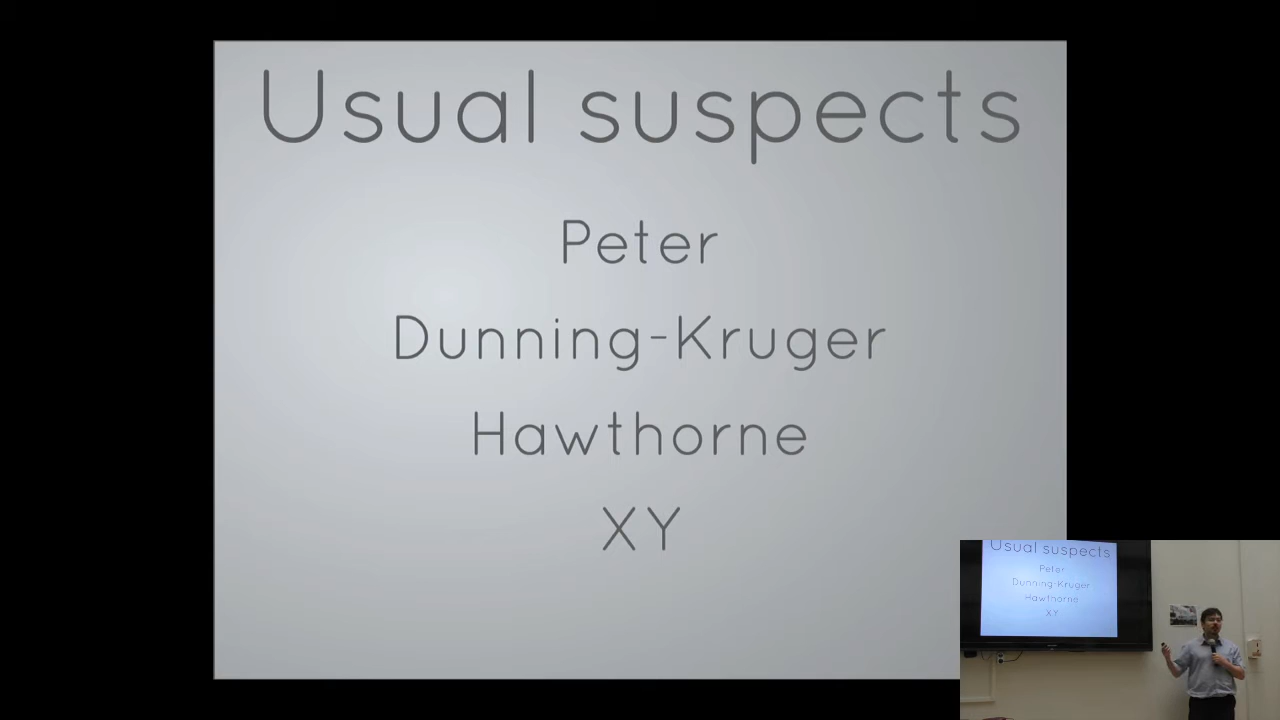 Usual suspects
Peter
Dunning-Kruger
Hawthorne
XY
Usual suspects
Peter
Dunning-Kruger
Hawthorne
XY